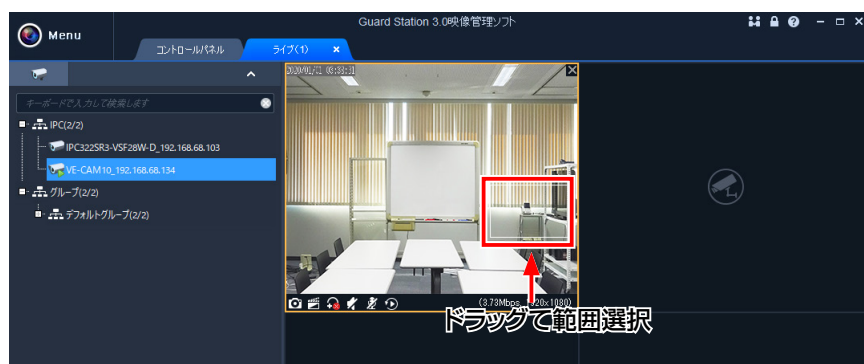 Guard Station 3.0映像管理ソフト
Menu
コントロールパネル
ライブ(1)
キーボードで入力して検索します
IPC(2/2)
IPC322SR3-VSF28W-D_192.168.68.103
VE-CAM10_192.168.68.134
グループ(2/2)
デフォルトグループ(2/2)
(3.73Mbps,
20×1080)
ドラッグで範囲選択